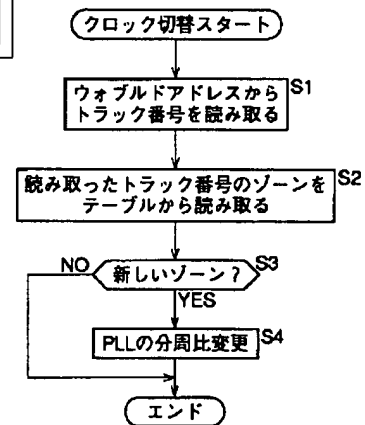 クロック切替スタート
ウォブルドアドレスから
トラック番号を読み取る
S1
読み取ったトラック番号のゾーンを
テーブルから読み取る
S2
新しいゾーン?
S3
NO
YES
PLLの分周比変更
S4
エンド